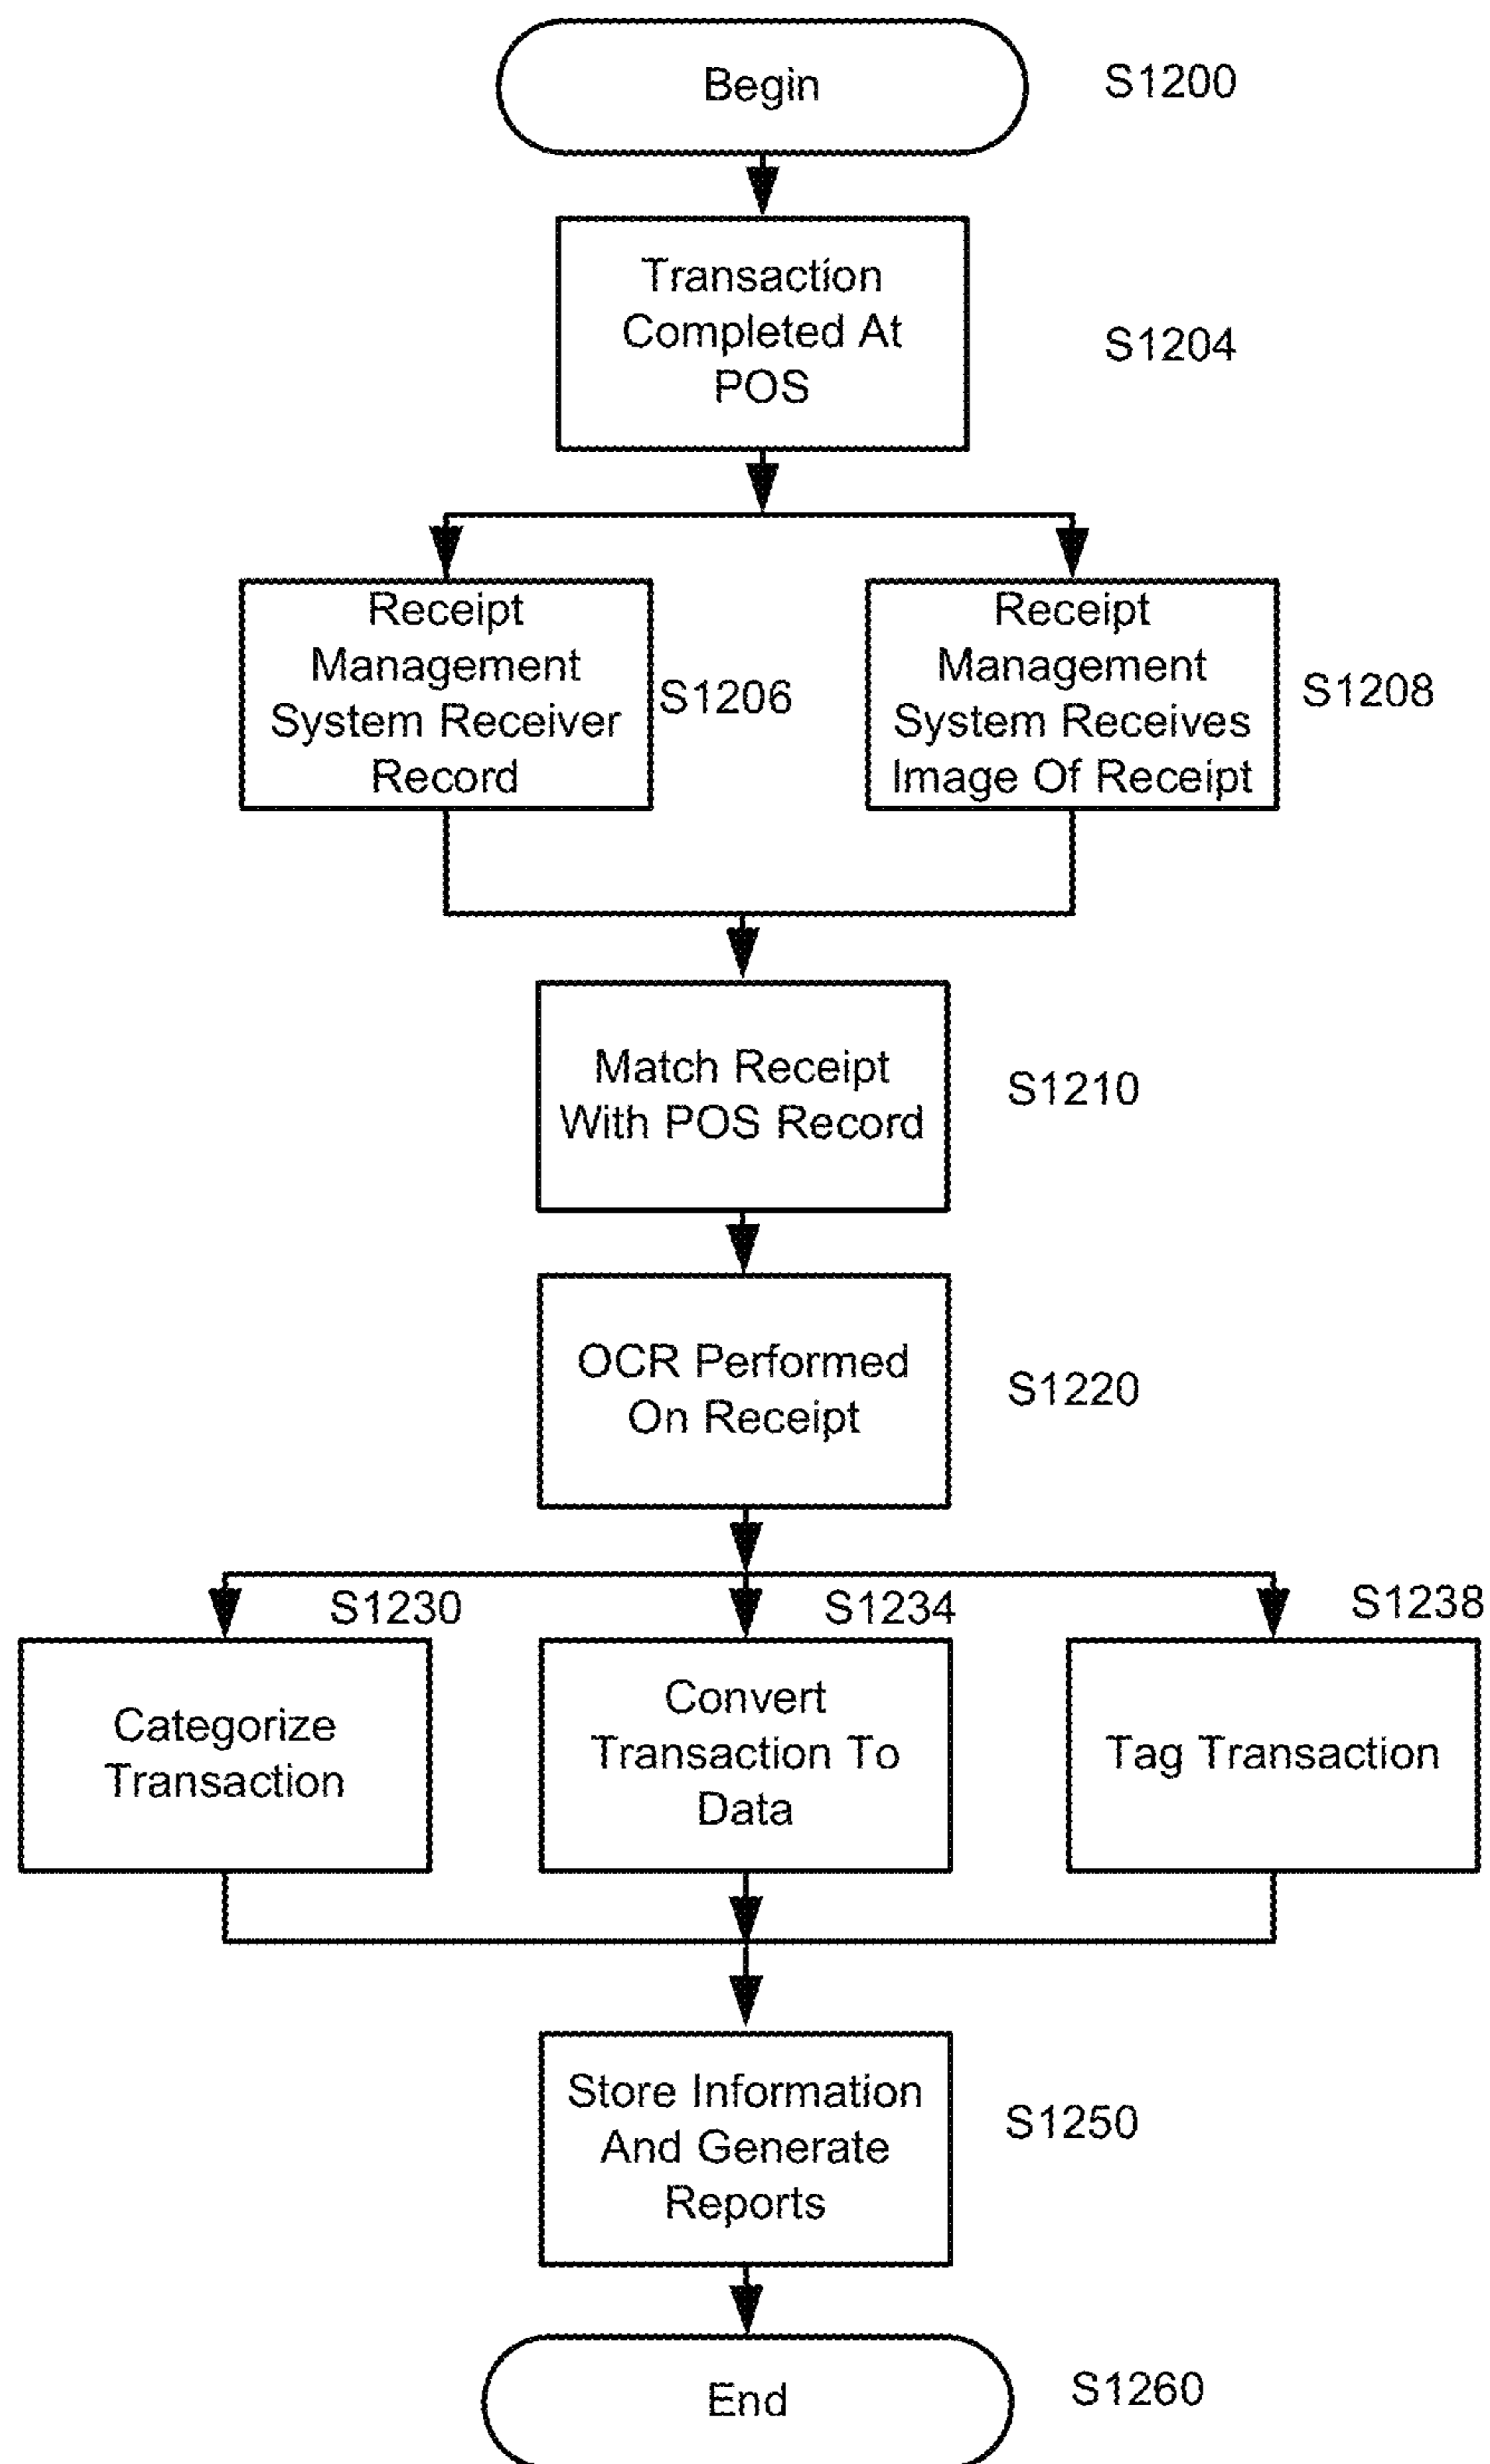 Begin
S1200
Transaction
Completed At
POS
S1204
Receipt
Management
System Receiver
Record
S1206
Receipt
Management
System Receives
Image Of Receipt
S1208
Match Receipt
With POS Record
S1210
OCR Performed
On Receipt
S1220
S1230
Categorize
Transaction
S1234
Convert
Transaction To
Data
S1238
Tag Transaction
Store Information
And Generate
Reports
S1250
End
S1260